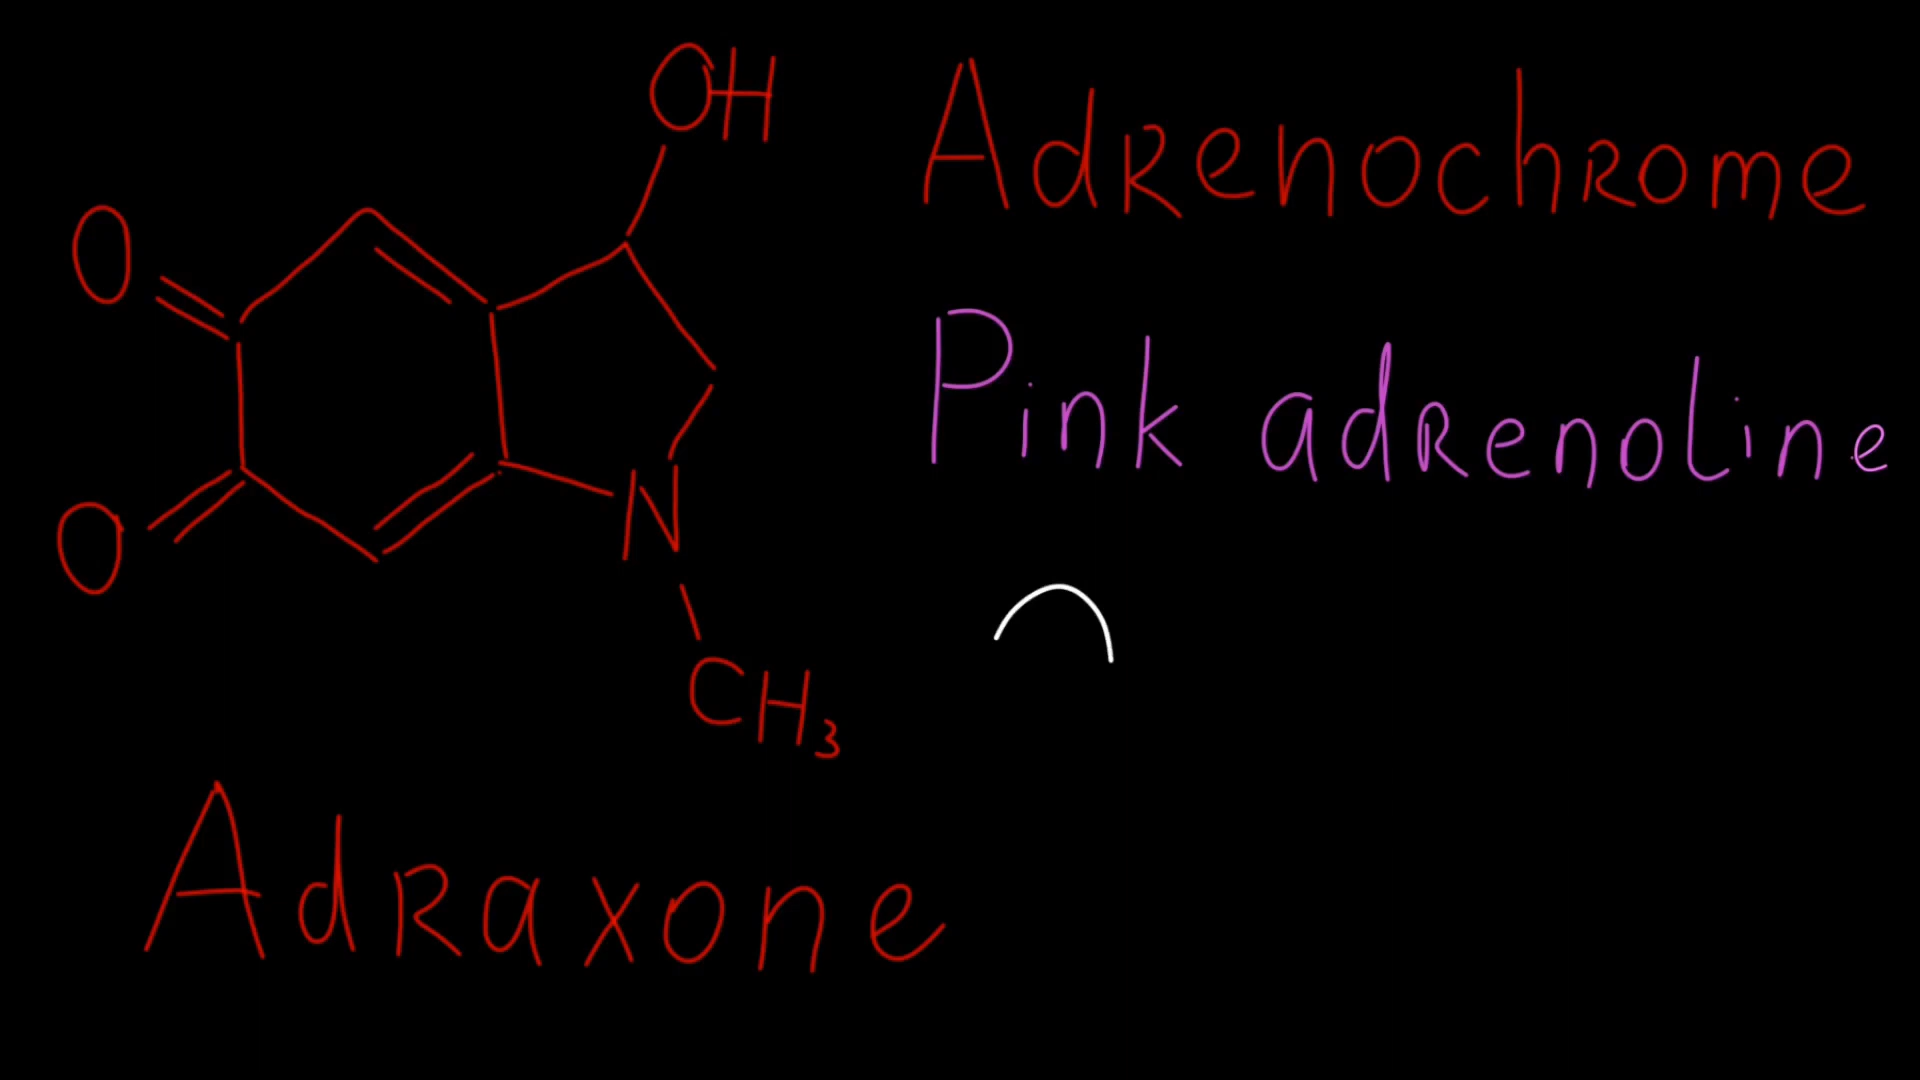 OH
Adrenochrome
O
Pink adrenoline
O
N
CH3
Adraxone